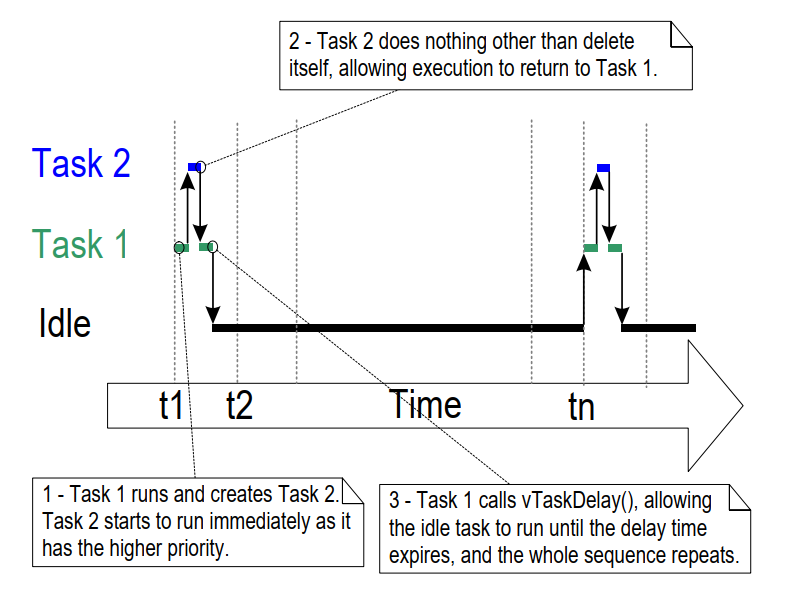 2 - Task 2 does nothing other than delete
itself, allowing execution to return to Task 1.
Task 2
Task 1
Idle
t1
t2
Time
tn
1 - Task 1 runs and creates Task 2.
Task 2 starts to run immediately as it
has the higher priority.
3 - Task 1 calls vTaskDelay(), allowing
the idle task to run until the delay time
expires, and the whole sequence repeats.